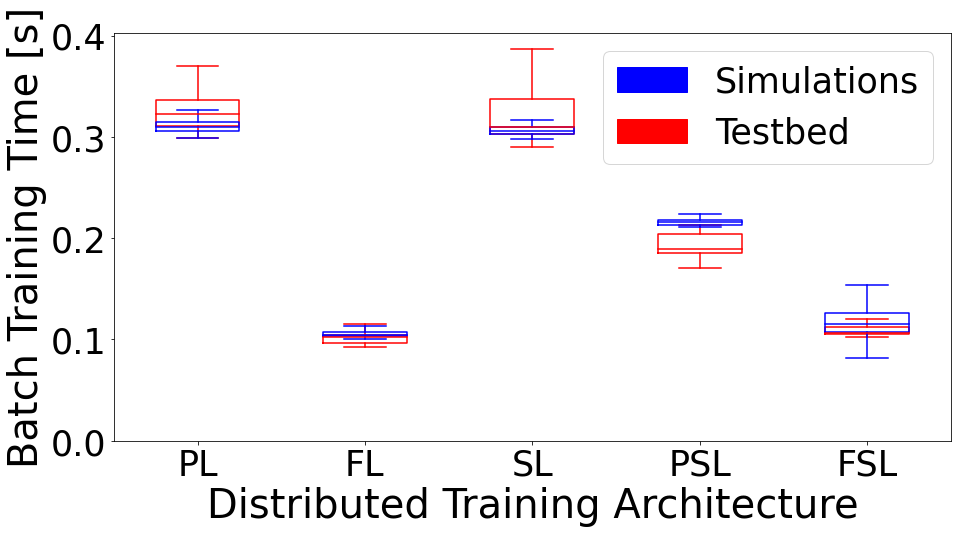 Batch Training Time [s]
0.4
0.3
0.2
0.1
0.0
Simulations
Testbed
PL FL SL PSL FSL
Distributed Training Architecture